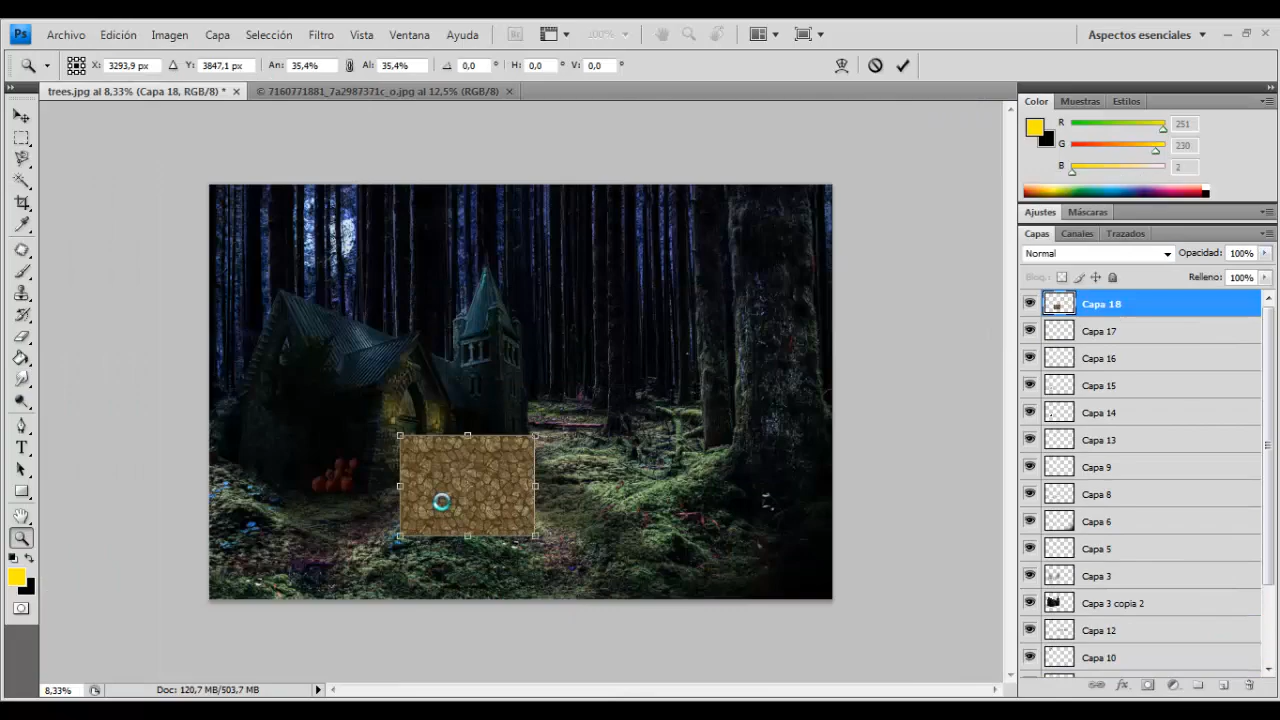 Ps Archivo Edición Imagen Capa Selección Filtro Vista Ventana Ayuda Br 100% Aspectos esenciales
X: 3293,9 px Y: 3847,1 px An: 35,4% Al: 35,4% 0,0 ° H: 0,0 ° V: 0,0 °
trees.jpg al 8,33% (Capa 18, RGB/8) * × © 7160771881_7a2987371c_o.jpg al 12,5% (RGB/8) ×
Color Muestras Estilos
R 251
G 230
B 2
Ajustes Máscaras
Capas Canales Trazados
Normal Opacidad: 100%
Bloq.: Relleno: 100%
Capa 18
Capa 17
Capa 16
Capa 15
Capa 14
Capa 13
Capa 9
Capa 8
Capa 6
Capa 5
Capa 3
Capa 3 copia 2
Capa 12
Capa 10
8,33% Doc: 120,7 MB/503,7 MB